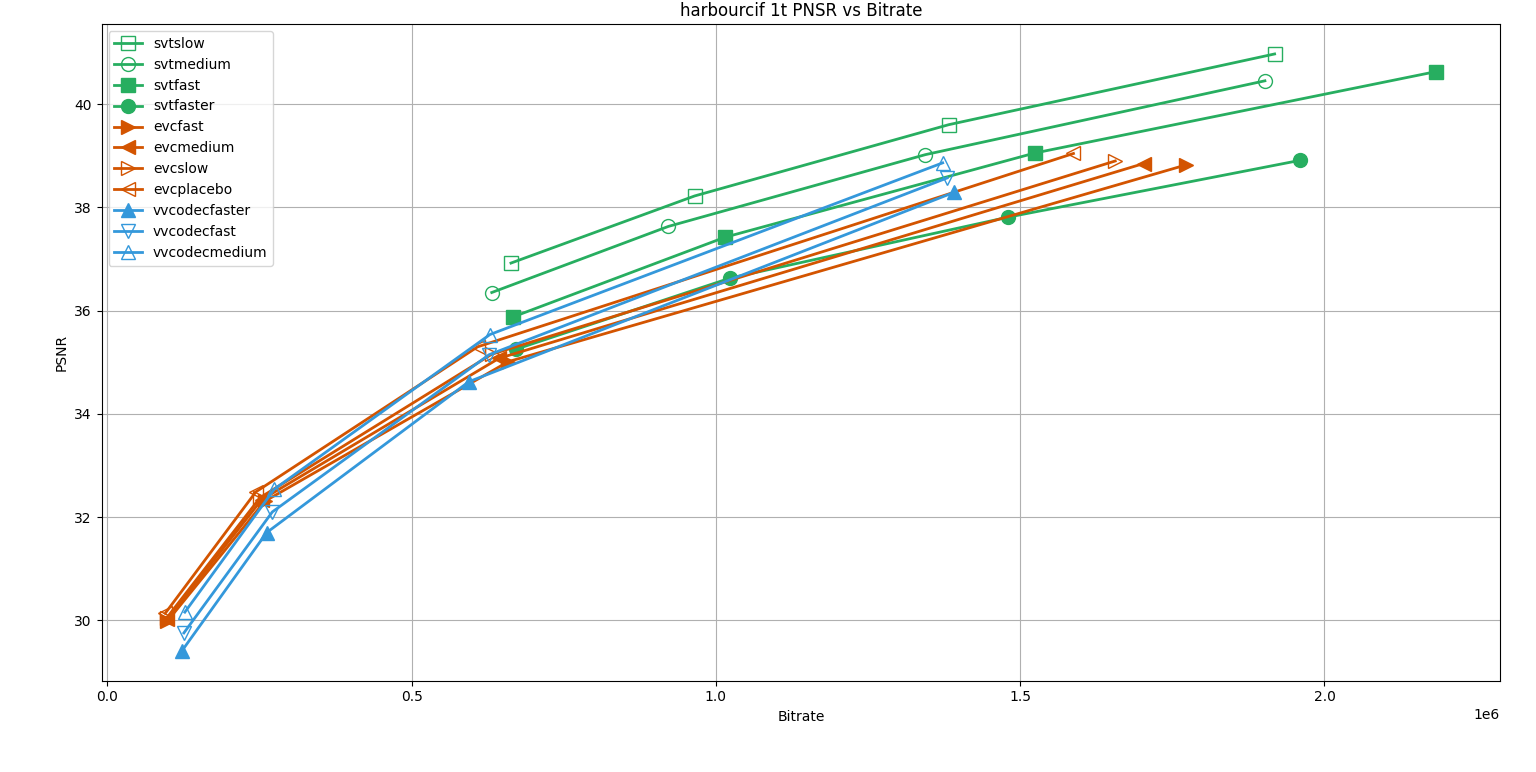 harbourcif 1t PNSR vs Bitrate
svtslow
svtmedium
svtfast
svtfaster
evcfast
evcmedium
evcslow
evcplacebo
vvcodecfaster
vvcodecfast
vvcodecmedium
PSNR
40
38
36
34
32
30
0.0 0.5 1.0 1.5 2.0
Bitrate
1e6